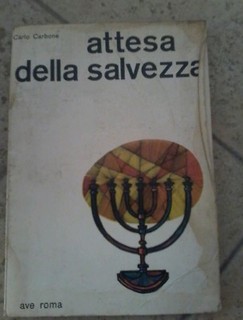 Carlo Carbone
attesa
della salvezza
ave roma